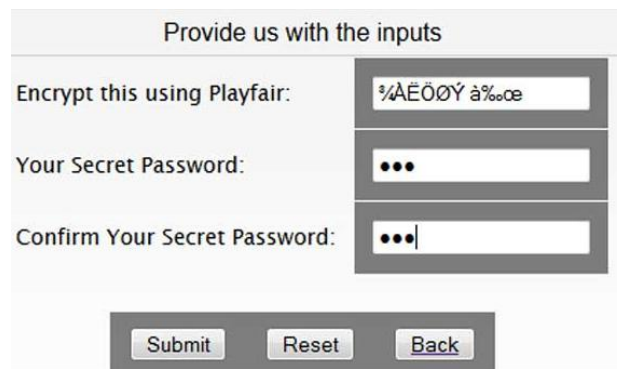 Provide us with the inputs
Encrypt this using Playfair: ¾ÀËÖØÝ à‰œ
Your Secret Password: •••
Confirm Your Secret Password: •••
Submit Reset Back